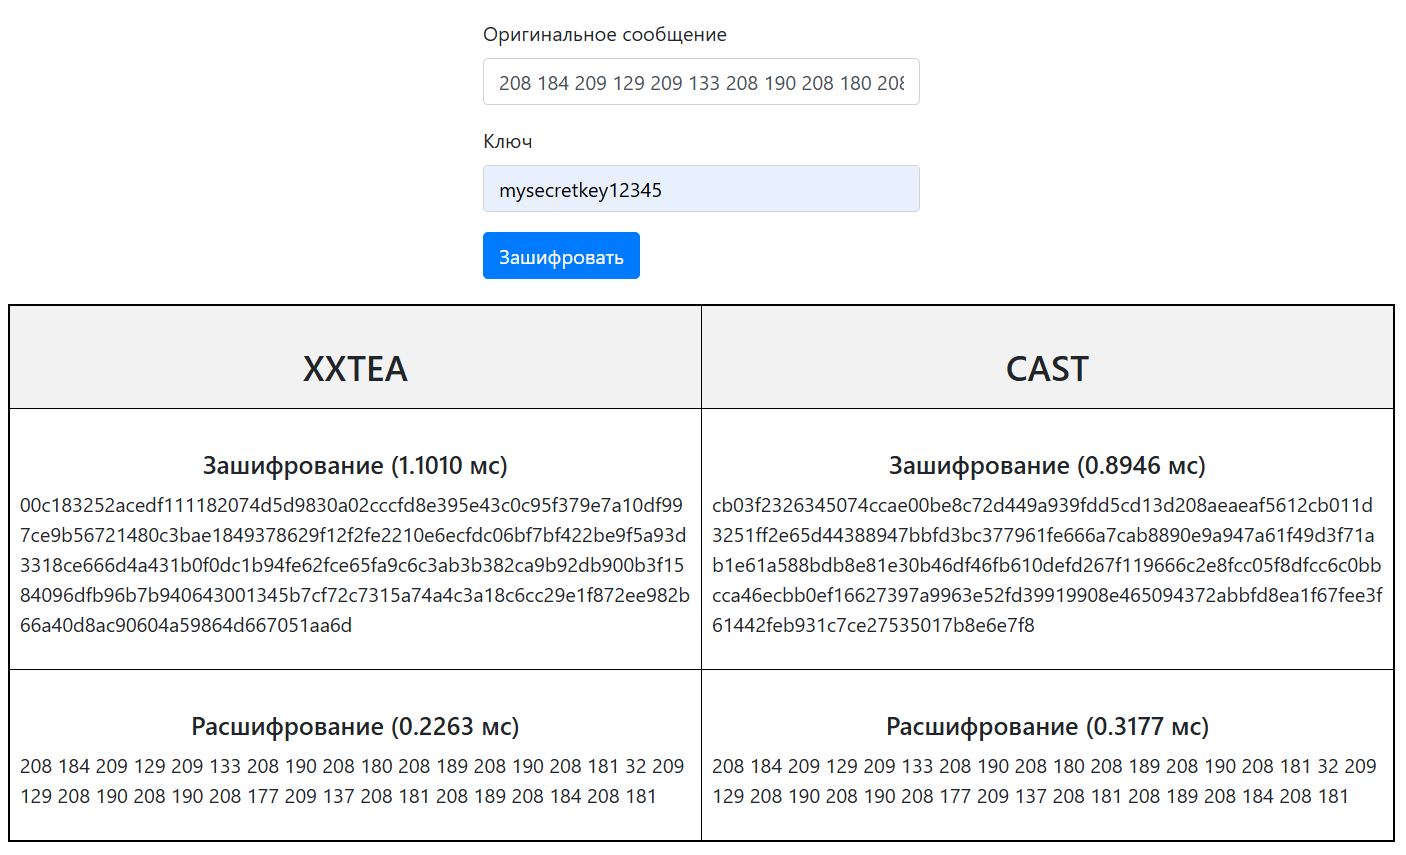 Оригинальное сообщение
208 184 209 129 209 133 208 190 208 180 208
Ключ
mysecretkey12345
Зашифровать
XXTEA
CAST
Зашифрование (1.1010 мс)
00c183252acedf111182074d5d9830a02cccfd8e395e43c0c95f379e7a10df99
7ce9b56721480c3bae1849378629f12f2fe2210e6ecfdc06bf7bf422be9f5a93d
3318ce666d4a431b0f0dc1b94fe62fce65fa9c6c3ab3b382ca9b92db900b3f15
84096dfb96b7b940643001345b7cf72c7315a74a4c3a18c6cc29e1f872ee982b
66a40d8ac90604a59864d667051aa6d
Зашифрование (0.8946 мс)
cb03f2326345074ccae00be8c72d449a939fdd5cd13d208aeaeaf5612cb011d
3251ff2e65d44388947bbfd3bc377961fe666a7cab8890e9a947a61f49d3f71a
b1e61a588bdb8e81e30b46df46fb610defd267f119666c2e8fcc05f8dfcc6c0bb
cca46ecbb0ef16627397a9963e52fd39919908e465094372abbfd8ea1f67fee3f
61442feb931c7ce27535017b8e6e7f8
Расшифрование (0.2263 мс)
208 184 209 129 209 133 208 190 208 180 208 189 208 190 208 181 32 209
129 208 190 208 190 208 177 209 137 208 181 208 189 208 184 208 181
Расшифрование (0.3177 мс)
208 184 209 129 209 133 208 190 208 180 208 189 208 190 208 181 32 209
129 208 190 208 190 208 177 209 137 208 181 208 189 208 184 208 181